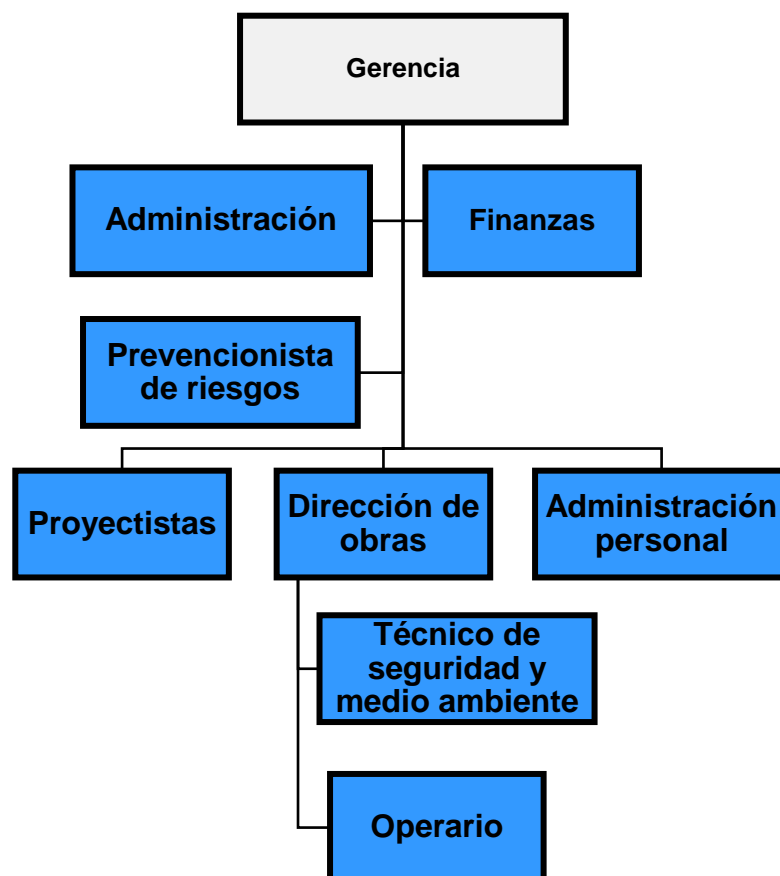 Gerencia
Administración
Finanzas
Prevencionista
de riesgos
Proyectistas
Dirección de
obras
Administración
personal
Técnico de
seguridad y
medio ambiente
Operario